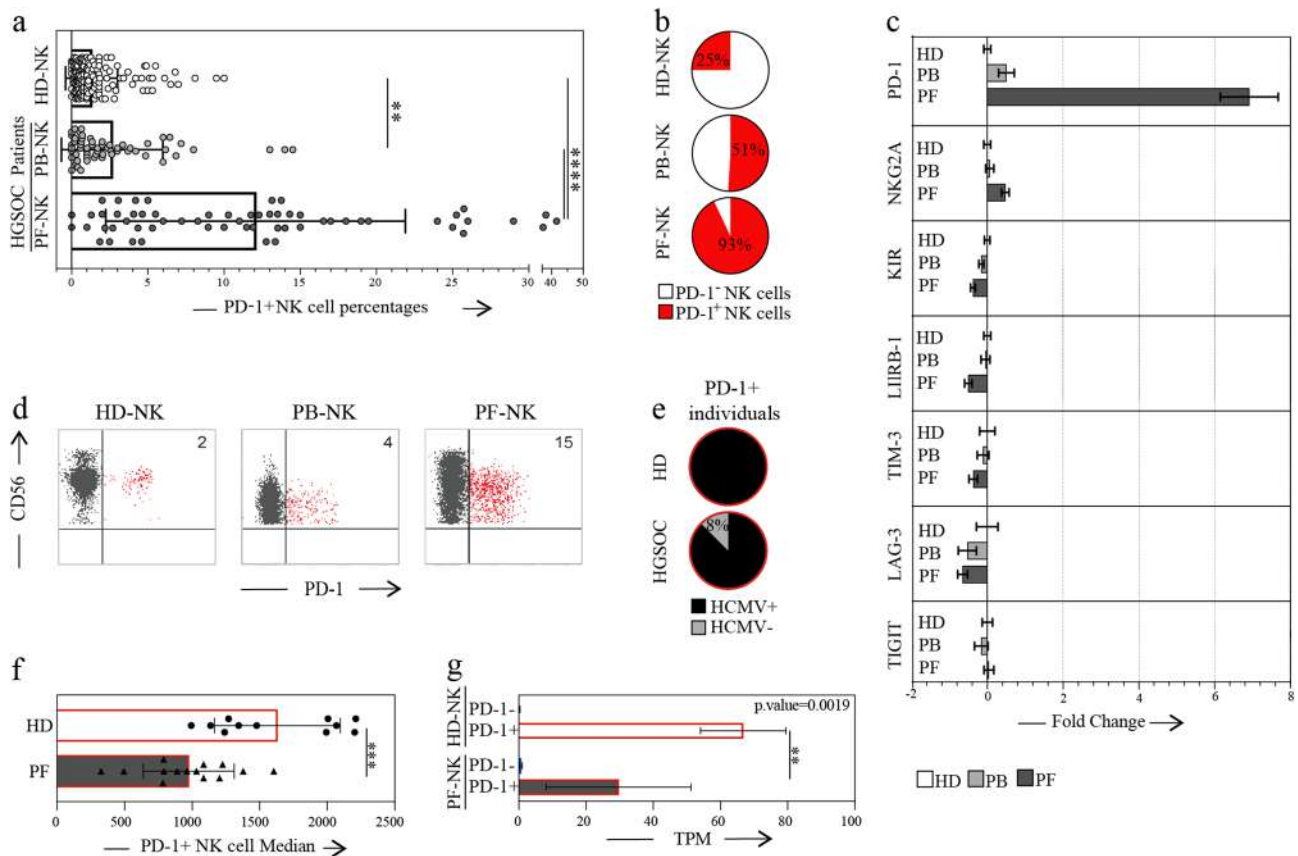 a
HD-NK
HGSOC Patients
PB-NK
PF-NK
**
****
0 5 10 15 20 25 30 40 50
PD-1+NK cell percentages
b
HD-NK
25%
PB-NK
51%
PF-NK
93%
PD-1- NK cells
PD-1+ NK cells
c
PD-1
HD
PB
PF
NKG2A
HD
PB
PF
KIR
HD
PB
PF
LIIRB-1
HD
PB
PF
TIM-3
HD
PB
PF
LAG-3
HD
PB
PF
TIGIT
HD
PB
PF
-2 0 2 4 6 8
Fold Change
HD PB PF
d
HD-NK PB-NK PF-NK
CD56
2 4 15
PD-1
e
PD-1+
individuals
HD
HGSOC
8%
HCMV+
HCMV-
f
HD
PF
***
0 500 1000 1500 2000 2500
PD-1+ NK cell Median
g
HD-NK
PD-1-
PD-1+
PF-NK
PD-1-
PD-1+
p.value=0.0019
**
0 20 40 60 80 100
TPM